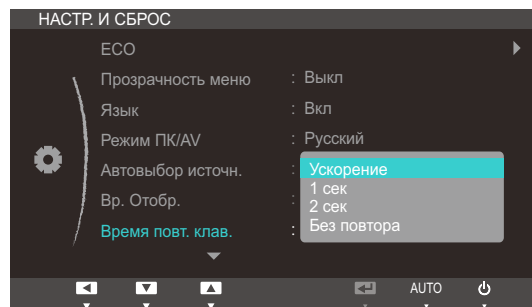 НАСТР. И СБРОС
ECO
Прозрачность меню : Выкл
Язык : Вкл
Режим ПК/AV : Русский
Автовыбор источн. : Ускорение
1 сек
Вр. Отобр. : 2 сек
Время повт. клав. : Без повтора
AUTO